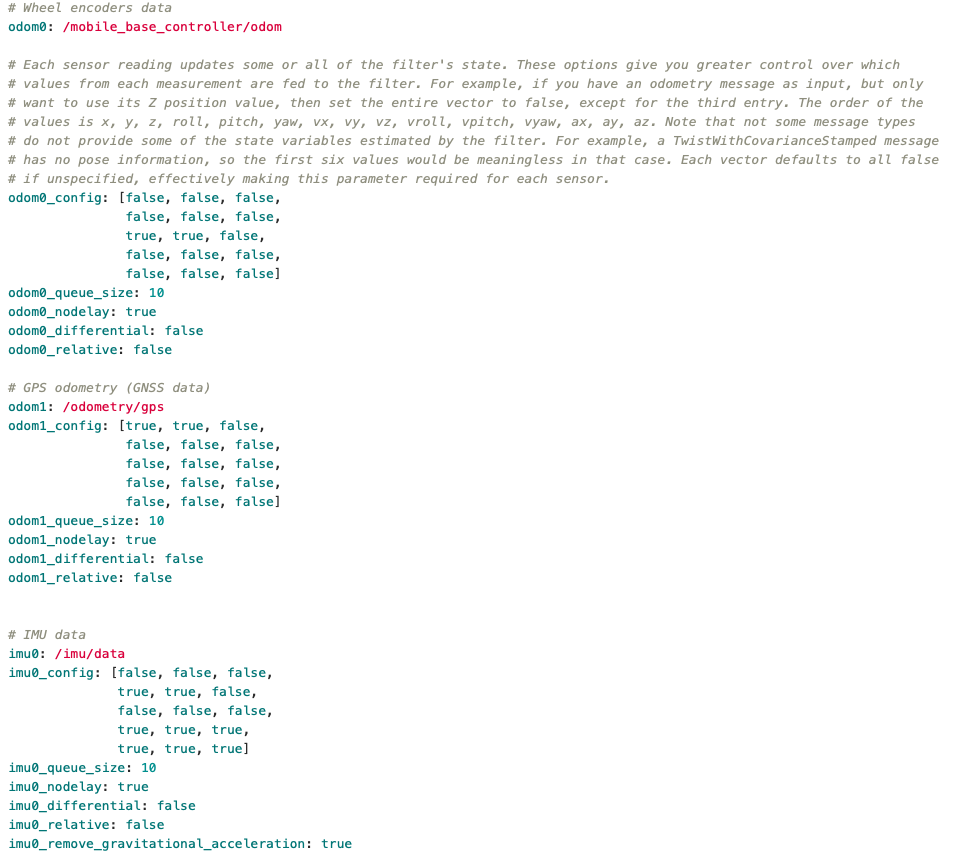 # Wheel encoders data
odom0: /mobile_base_controller/odom
# Each sensor reading updates some or all of the filter's state. These options give you greater control over which
# values from each measurement are fed to the filter. For example, if you have an odometry message as input, but only
# want to use its Z position value, then set the entire vector to false, except for the third entry. The order of the
# values is x, y, z, roll, pitch, yaw, vx, vy, vz, vroll, vpitch, vyaw, ax, ay, az. Note that not some message types
# do not provide some of the state variables estimated by the filter. For example, a TwistWithCovarianceStamped message
# has no pose information, so the first six values would be meaningless in that case. Each vector defaults to all false
# if unspecified, effectively making this parameter required for each sensor.
odom0_config: [false, false, false,
false, false, false,
true, true, false,
false, false, false,
false, false, false]
odom0_queue_size: 10
odom0_nodelay: true
odom0_differential: false
odom0_relative: false
# GPS odometry (GNSS data)
odom1: /odometry/gps
odom1_config: [true, true, false,
false, false, false,
false, false, false,
false, false, false,
false, false, false]
odom1_queue_size: 10
odom1_nodelay: true
odom1_differential: false
odom1_relative: false
# IMU data
imu0: /imu/data
imu0_config: [false, false, false,
true, true, false,
false, false, false,
true, true, true,
true, true, true]
imu0_queue_size: 10
imu0_nodelay: true
imu0_differential: false
imu0_relative: false
imu0_remove_gravitational_acceleration: true